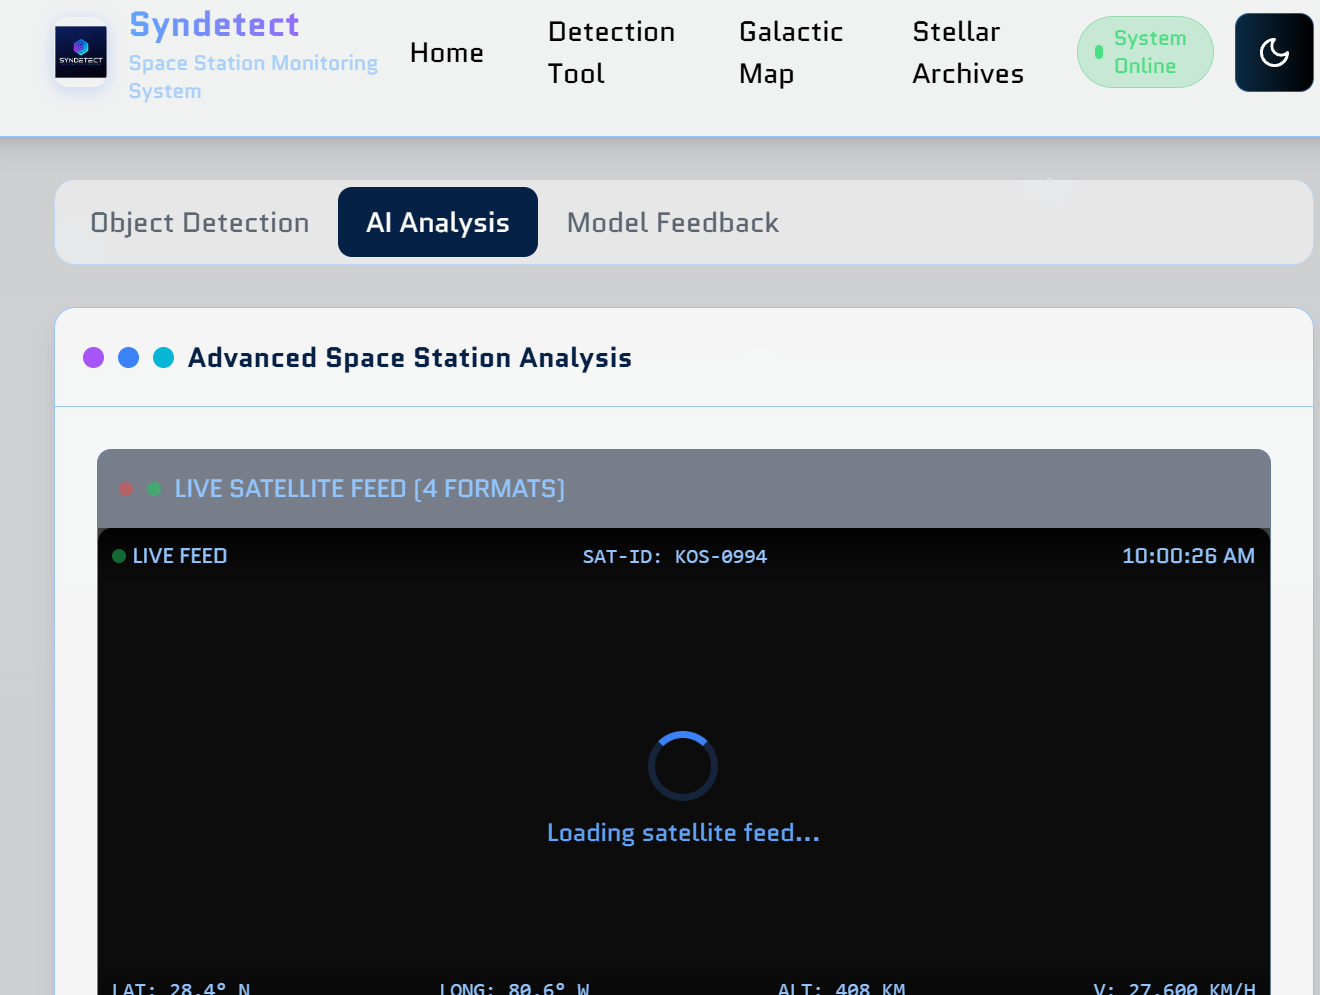 SYNDETECT
Syndetect
Space Station Monitoring
System
Home
Detection
Tool
Galactic
Map
Stellar
Archives
System
Online
Object Detection
AI Analysis
Model Feedback
Advanced Space Station Analysis
LIVE SATELLITE FEED (4 FORMATS)
LIVE FEED
SAT-ID: KOS-0994
10:00:26 AM
Loading satellite feed...
LAT: 28.4° N
LONG: 80.6° W
ALT: 408 KM
V: 27,600 KM/H